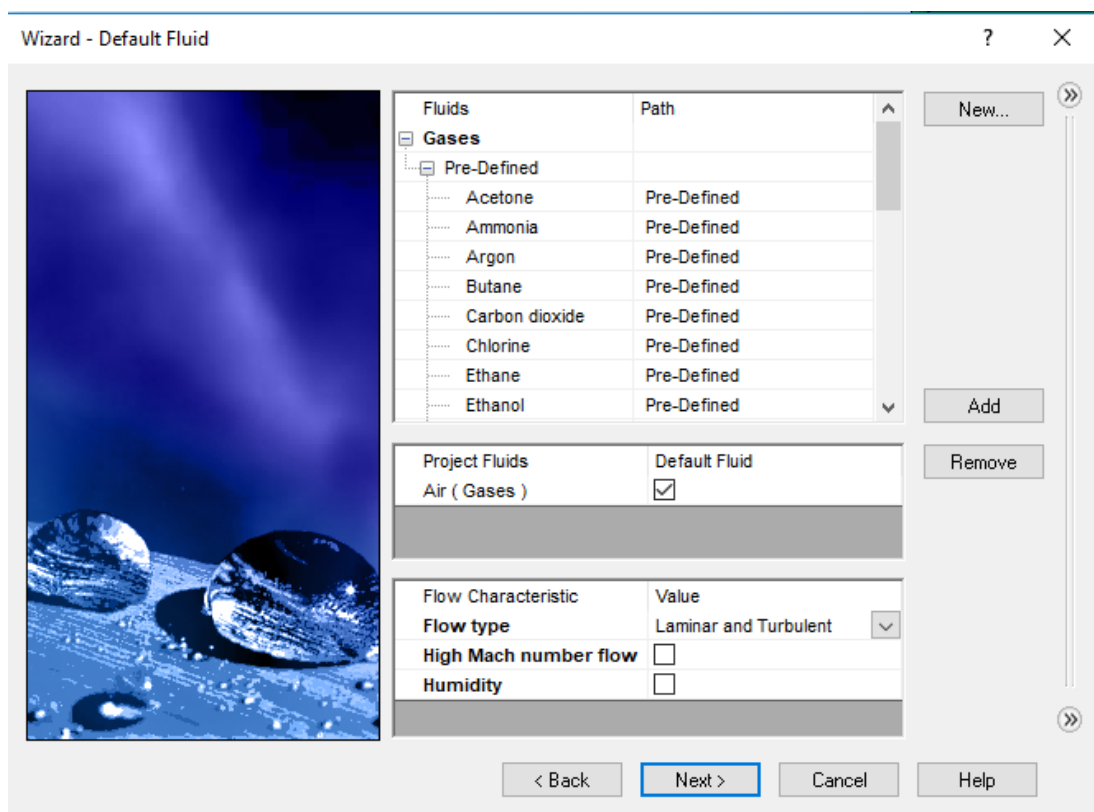 Wizard - Default Fluid ?
Fluids Path
Gases
Pre-Defined
Acetone Pre-Defined
Ammonia Pre-Defined
Argon Pre-Defined
Butane Pre-Defined
Carbon dioxide Pre-Defined
Chlorine Pre-Defined
Ethane Pre-Defined
Ethanol Pre-Defined
New...
Add
Project Fluids Default Fluid
Air ( Gases )
Remove
Flow Characteristic Value
Flow type Laminar and Turbulent
High Mach number flow
Humidity
< Back Next > Cancel Help